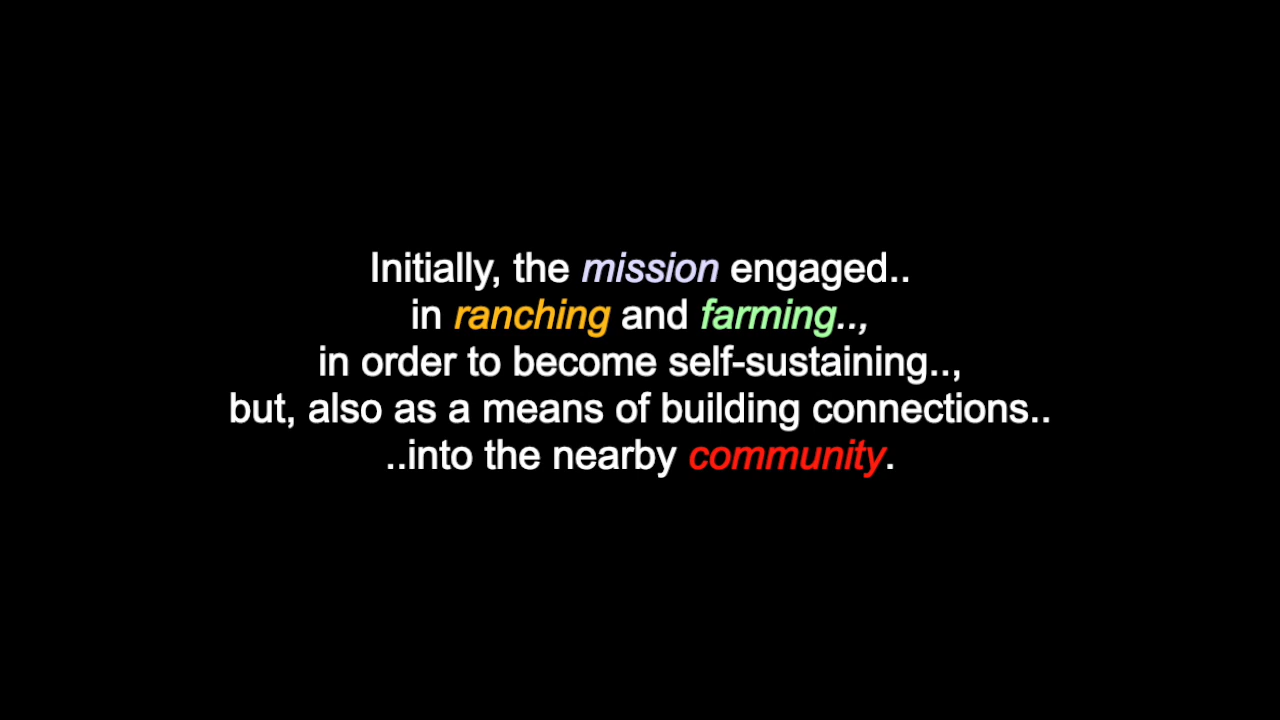 Initially, the mission engaged..
in ranching and farming..,
in order to become self-sustaining..,
but, also as a means of building connections..
..into the nearby community.